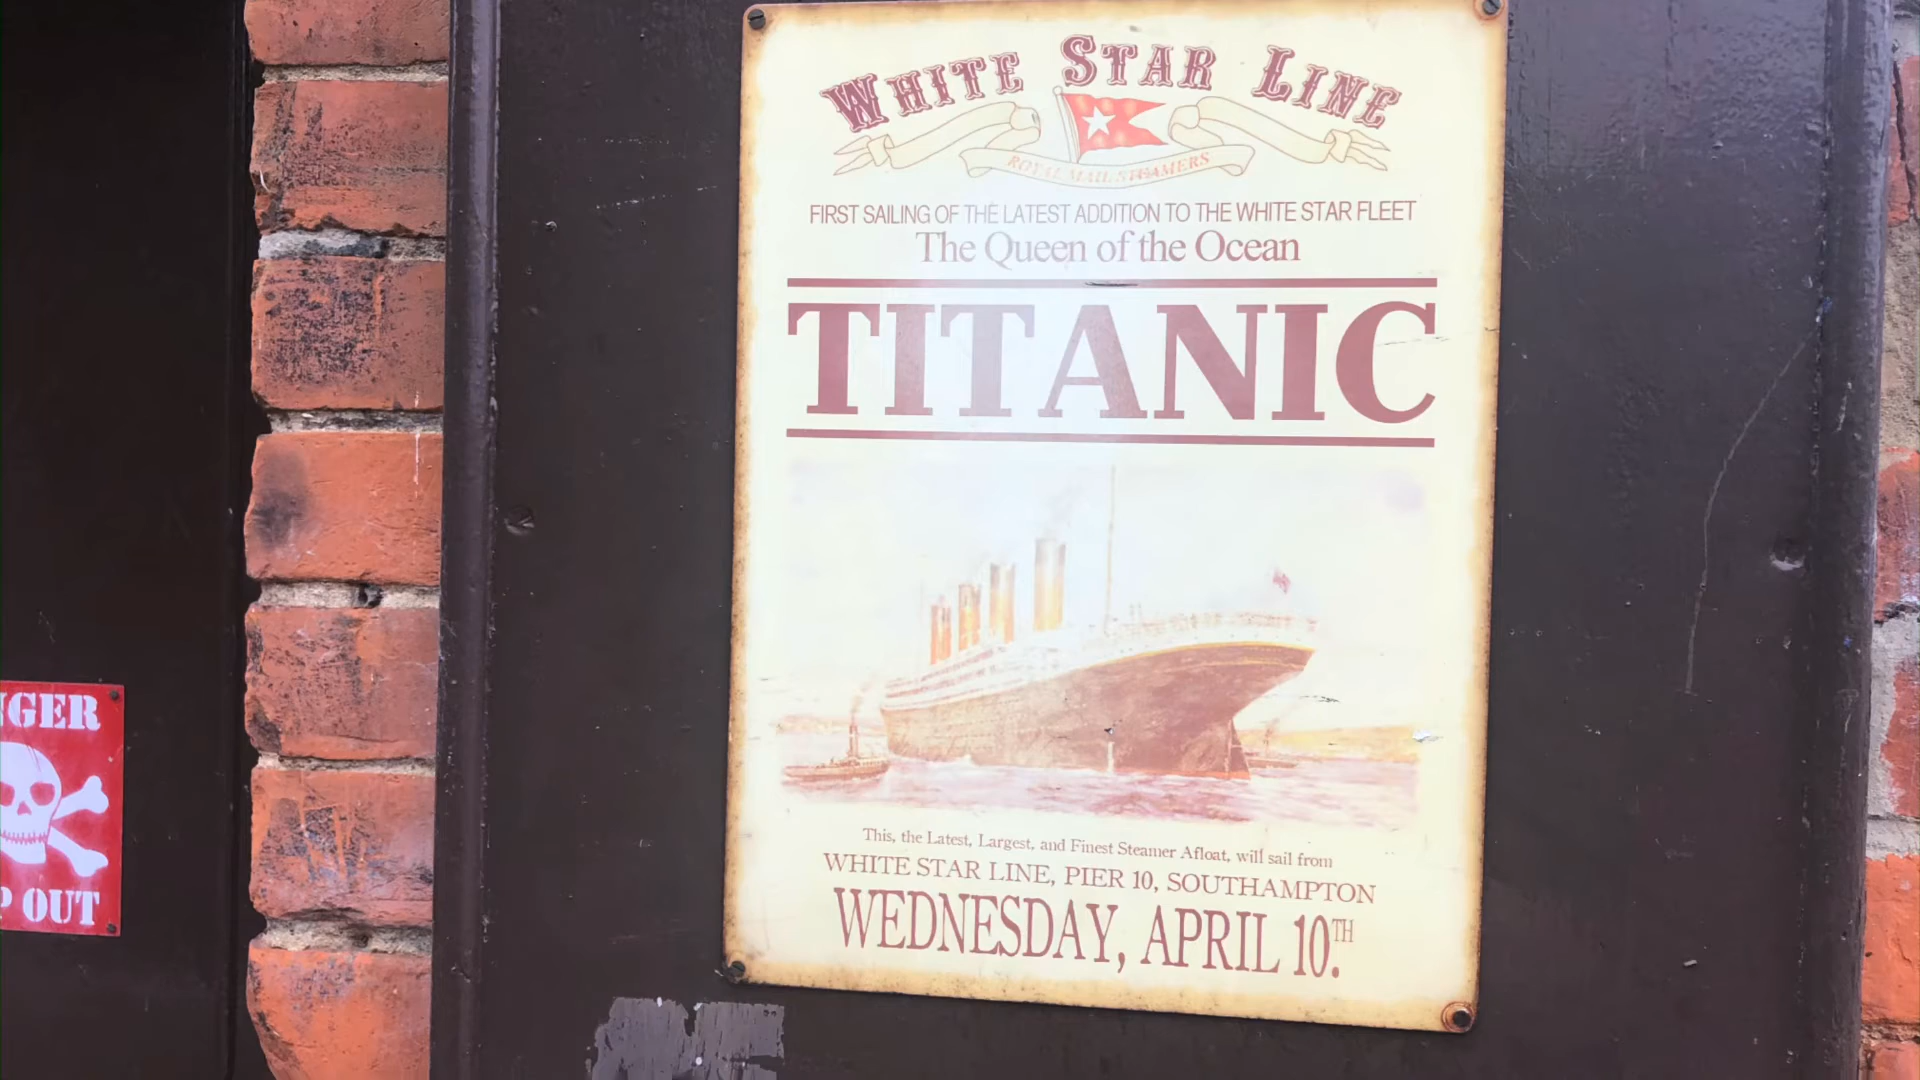 WHITE STAR LINE
ROYAL MAIL STEAMERS
FIRST SAILING OF THE LATEST ADDITION TO THE WHITE STAR FLEET
The Queen of the Ocean
TITANIC
This, the Latest, Largest, and Finest Steamer Afloat, will sail from
WHITE STAR LINE, PIER 10, SOUTHAMPTON
WEDNESDAY, APRIL 10TH.
NGER
P OUT